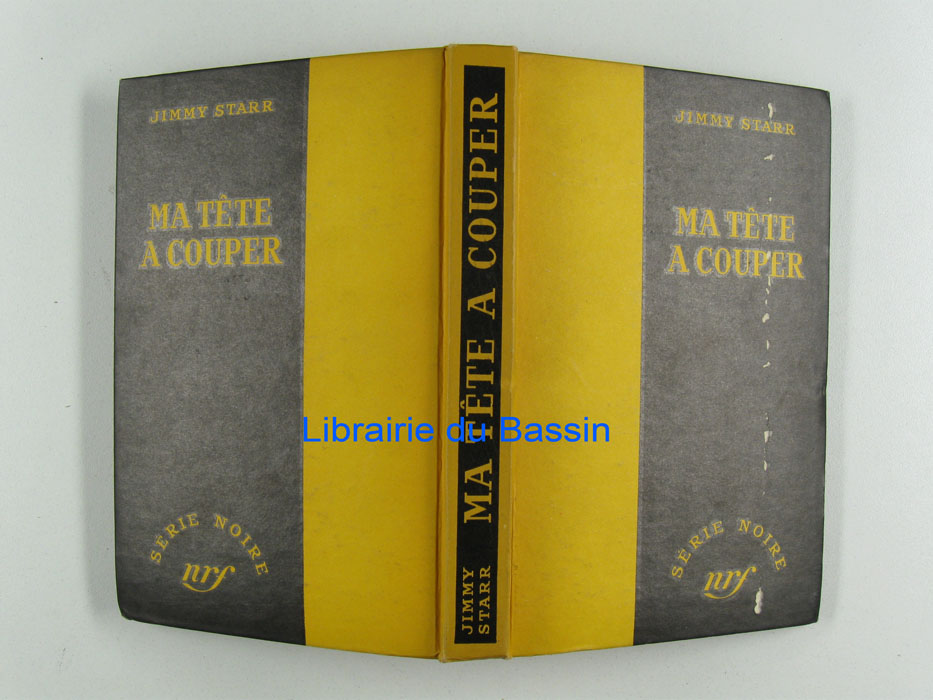 JIMMY STARR
MA TÊTE
A COUPER
SÉRIE NOIRE
nrf
JIMMY
STARR
MA TÊTE A COUPER
JIMMY STARR
MA TÊTE
A COUPER
SÉRIE NOIRE
nrf
Librairie du Bassin